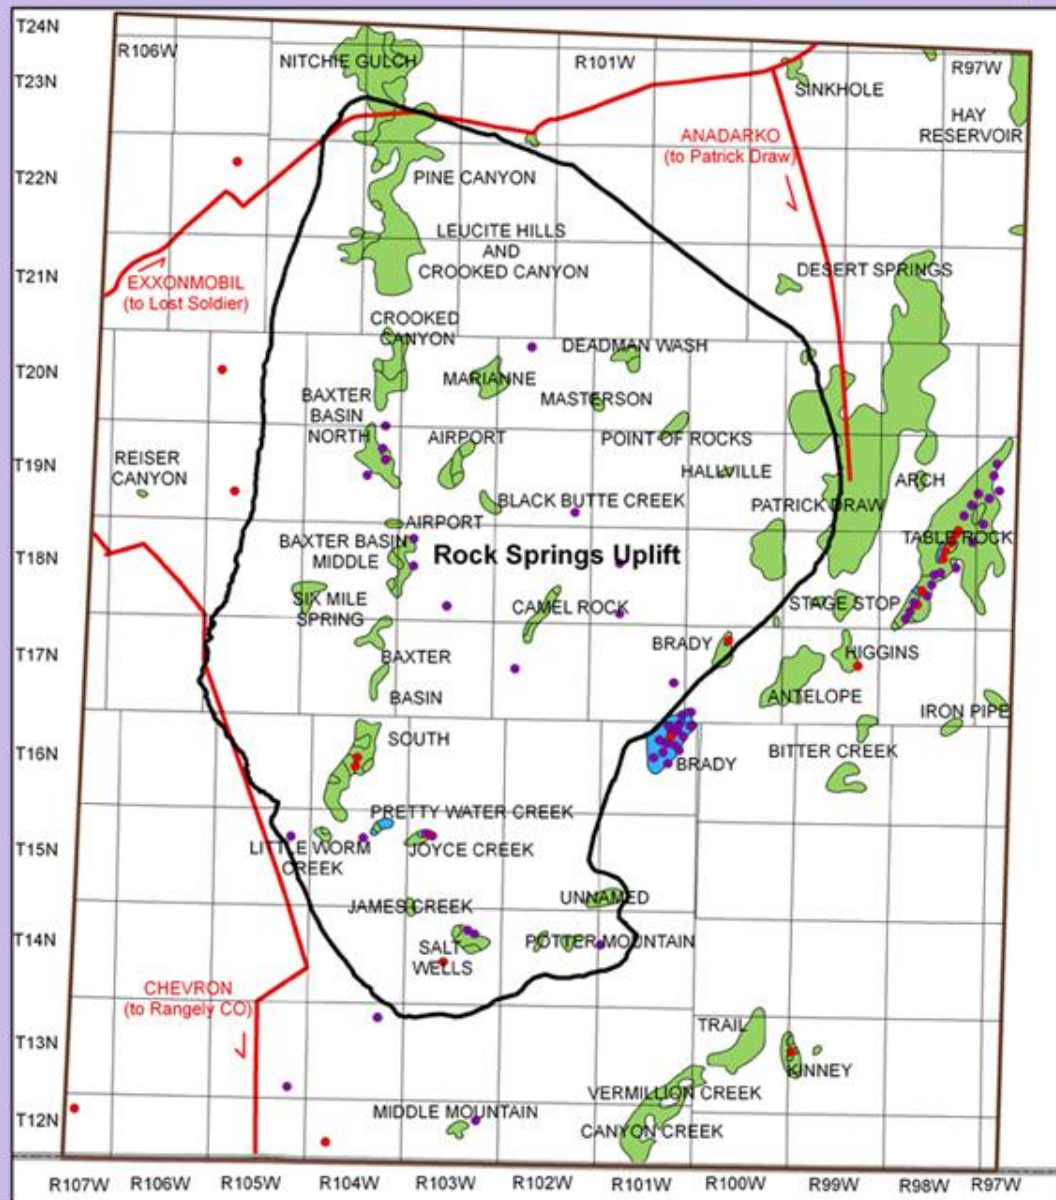 T24N
R106W
NITCHIE GULCH
R101W
R97W
T23N
SINKHOLE
HAY
RESERVOIR
ANADARKO
(to Patrick Draw)
T22N
PINE CANYON
LEUCITE HILLS
AND
CROOKED CANYON
T21N
EXXONMOBIL
(to Lost Soldier)
DESERT SPRINGS
CROOKED
CANYON
DEADMAN WASH
T20N
MARIANNE
MASTERSON
BAXTER
BASIN
NORTH
AIRPORT
POINT OF ROCKS
T19N
REISER
CANYON
HALLVILLE
ARCH
BLACK BUTTE CREEK
PATRICK DRAW
AIRPORT
BAXTER BASIN
MIDDLE
Rock Springs Uplift
TABLE ROCK
T18N
SIX MILE
SPRING
CAMEL ROCK
STAGE STOP
T17N
BAXTER
BRADY
HIGGINS
BASIN
ANTELOPE
IRON PIPE
T16N
SOUTH
BRADY
BITTER CREEK
PRETTY WATER CREEK
T15N
LITTLE WORM
CREEK
JOYCE CREEK
JAMES CREEK
UNNAMED
T14N
SALT
WELLS
POTTER MOUNTAIN
CHEVRON
(to Rangely CO)
T13N
TRAIL
KINNEY
VERMILLION CREEK
T12N
MIDDLE MOUNTAIN
CANYON CREEK
R107W R106W R105W R104W R103W R102W R101W R100W R99W R98W R97W